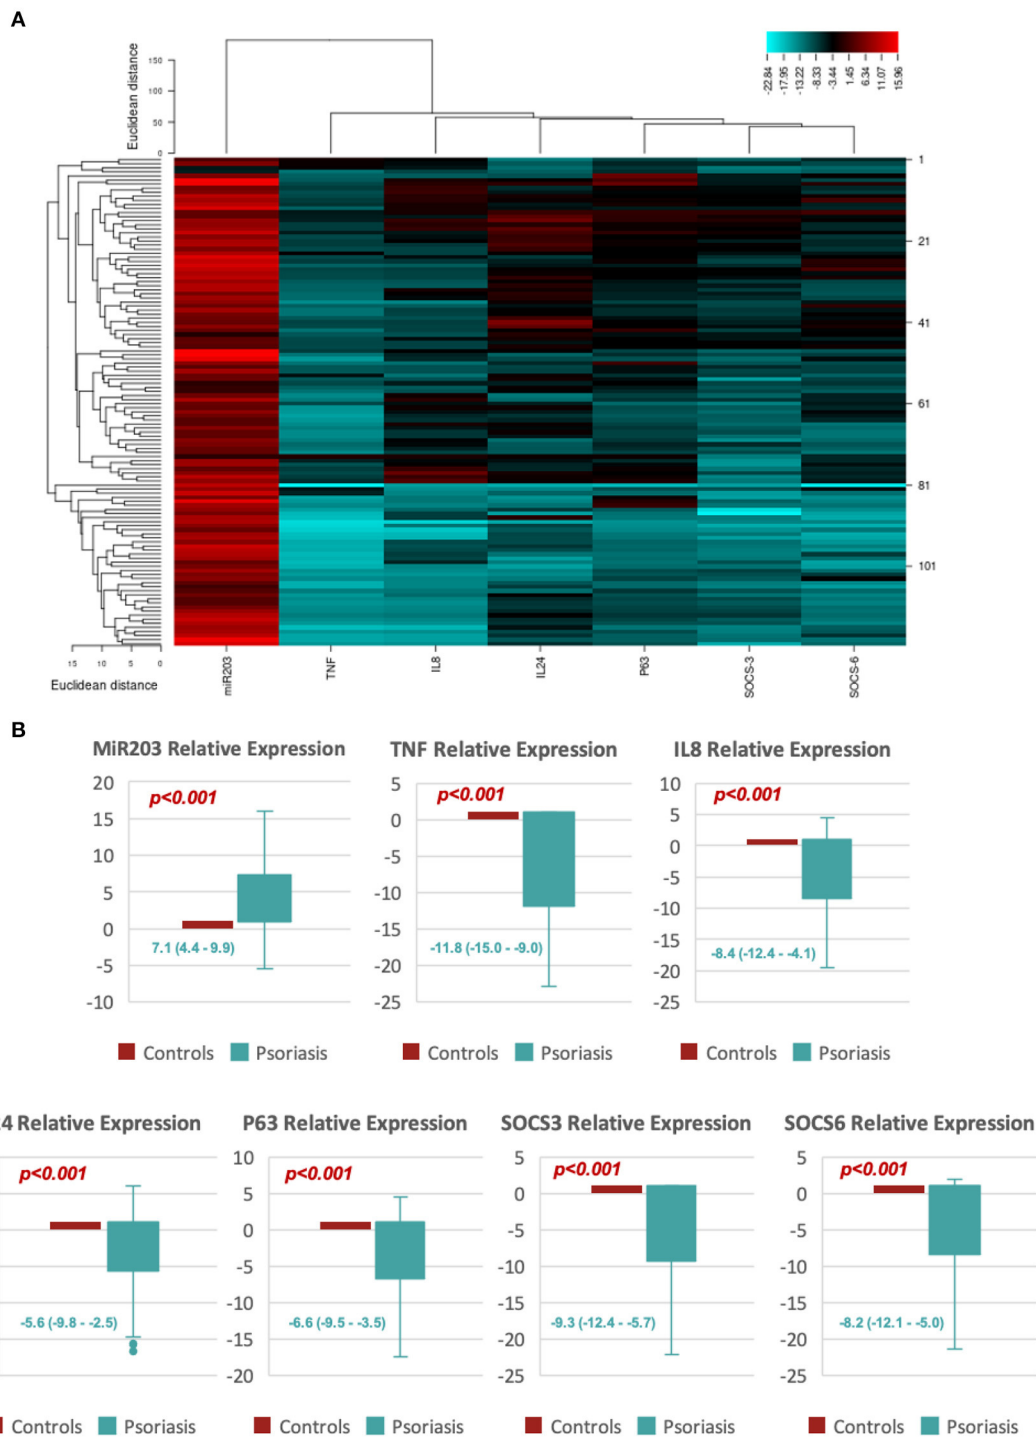 A
Euclidean distance
150
100
50
0
-22.84
-17.95
-13.22
-8.33
-3.44
1.45
6.34
11.07
15.96
1
21
41
61
81
101
15 10 5 0
Euclidean distance
miR203
TNF
IL8
IL24
P63
SOCS-3
SOCS-6
B
MiR203 Relative Expression
20
15
10
5
0
-5
-10
p<0.001
7.1 (4.4 - 9.9)
Controls Psoriasis
TNF Relative Expression
5
0
-5
-10
-15
-20
-25
p<0.001
-11.8 (-15.0 - -9.0)
Controls Psoriasis
IL8 Relative Expression
10
5
0
-5
-10
-15
-20
-25
p<0.001
-8.4 (-12.4 - -4.1)
Controls Psoriasis
4 Relative Expression
p<0.001
-5.6 (-9.8 - -2.5)
Controls Psoriasis
P63 Relative Expression
10
5
0
-5
-10
-15
-20
p<0.001
-6.6 (-9.5 - -3.5)
Controls Psoriasis
SOCS3 Relative Expression
5
0
-5
-10
-15
-20
-25
p<0.001
-9.3 (-12.4 - -5.7)
Controls Psoriasis
SOCS6 Relative Expression
5
0
-5
-10
-15
-20
-25
p<0.001
-8.2 (-12.1 - -5.0)
Controls Psoriasis